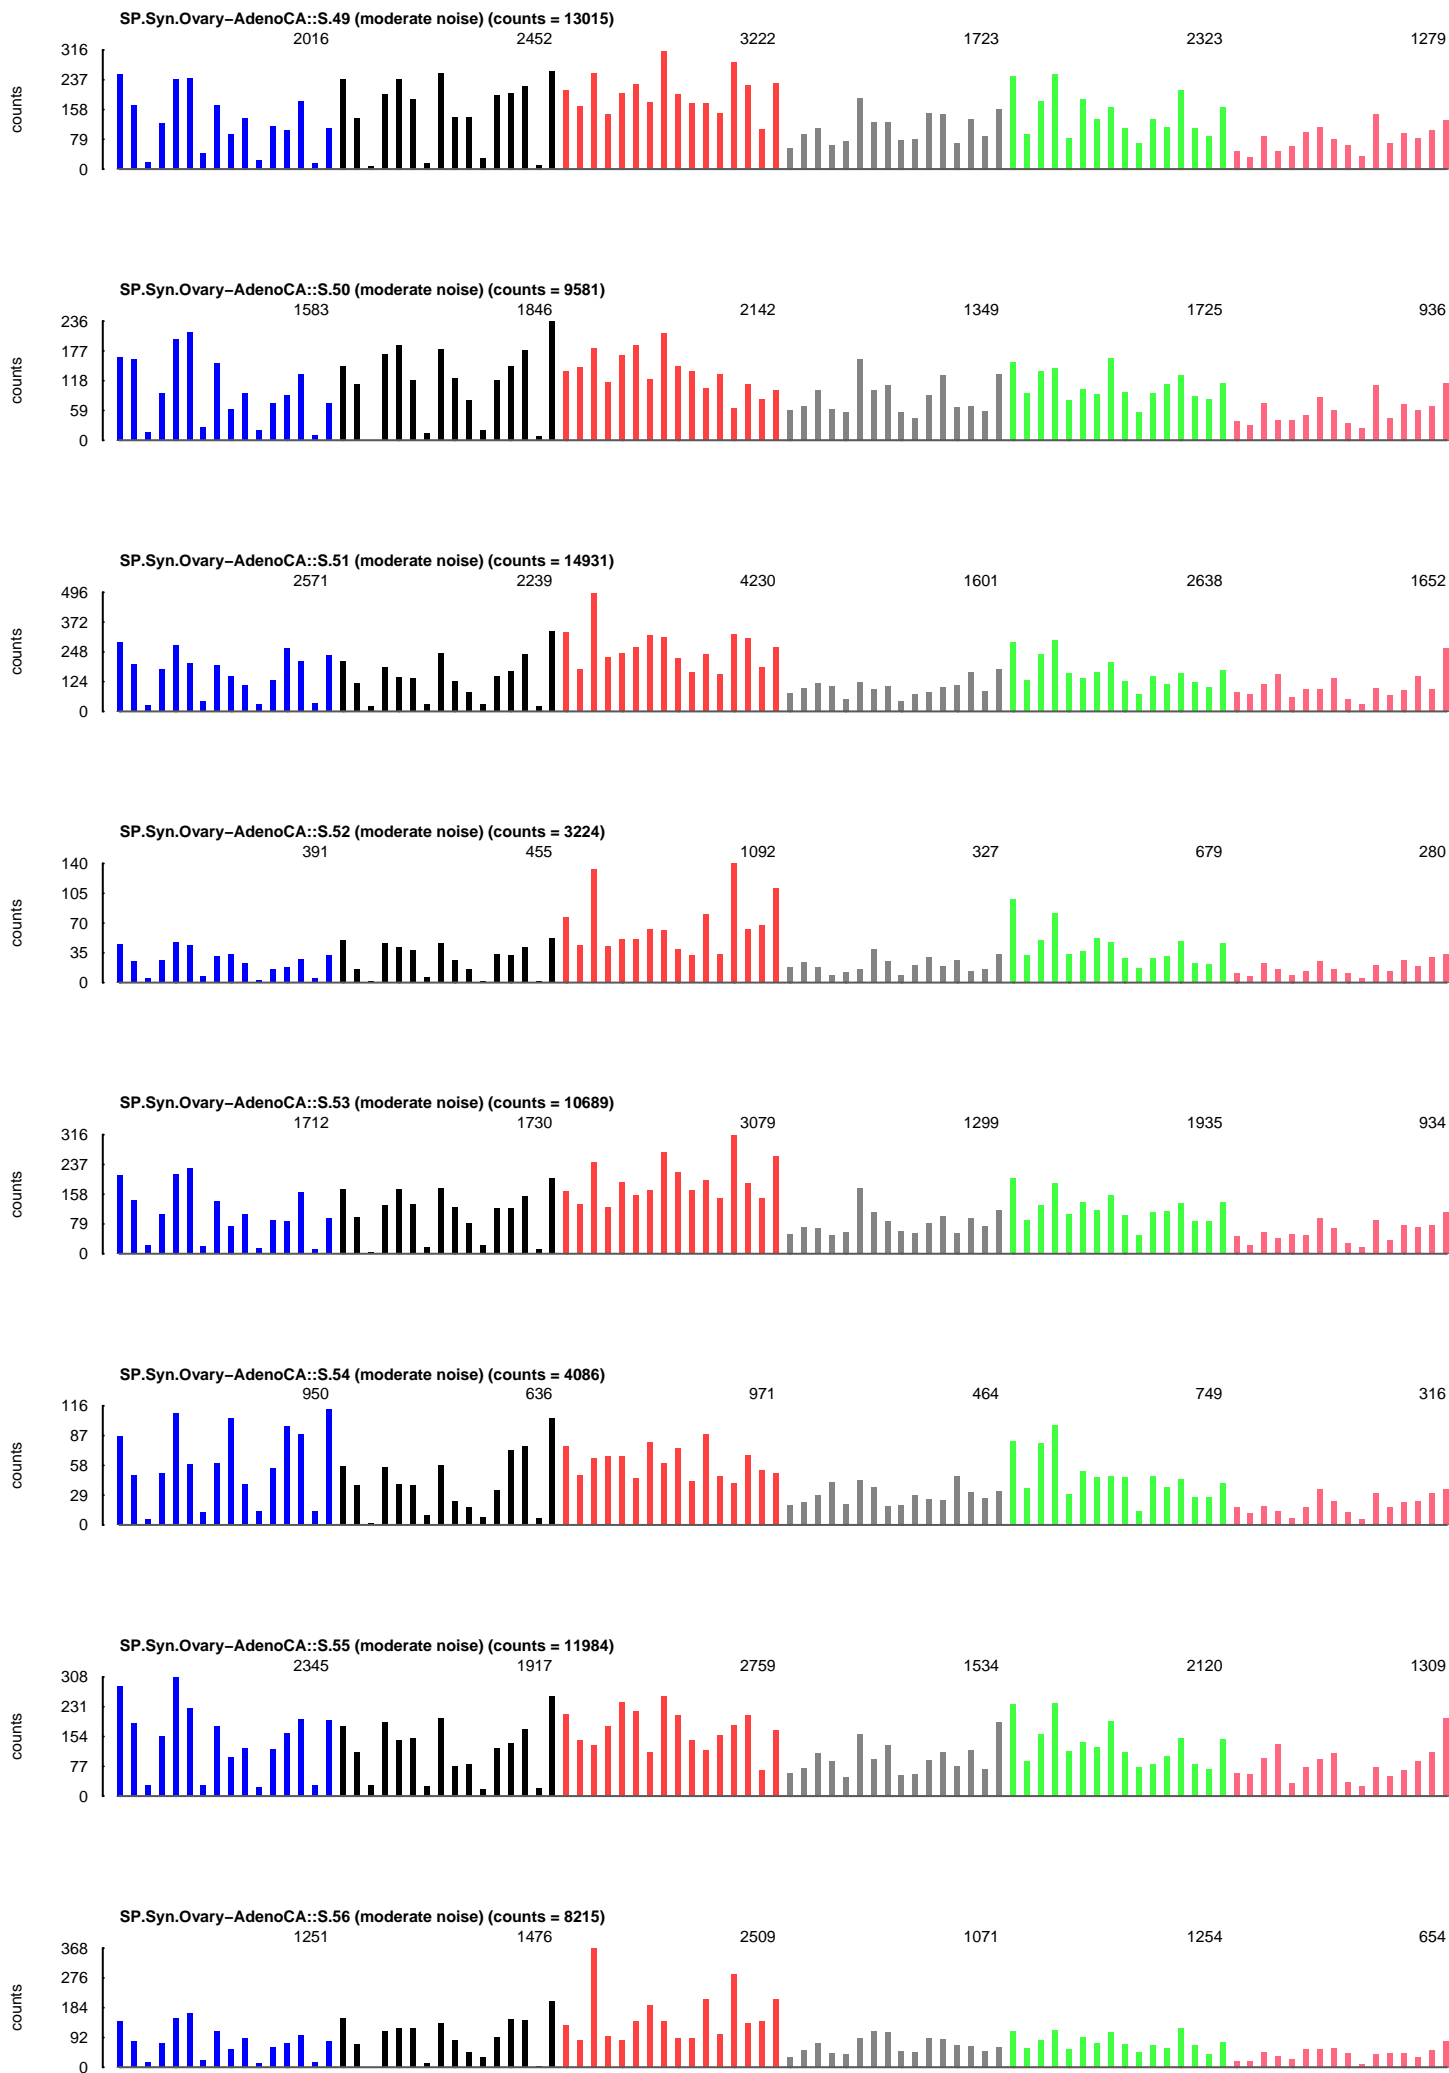 SP.Syn.Ovary−AdenoCA::S.49 (moderate noise) (counts = 13015)
2016 2452 3222 1723 2323 1279
316
237
158
79
0
counts
SP.Syn.Ovary−AdenoCA::S.50 (moderate noise) (counts = 9581)
1583 1846 2142 1349 1725 936
236
177
118
59
0
counts
SP.Syn.Ovary−AdenoCA::S.51 (moderate noise) (counts = 14931)
2571 2239 4230 1601 2638 1652
496
372
248
124
0
counts
SP.Syn.Ovary−AdenoCA::S.52 (moderate noise) (counts = 3224)
391 455 1092 327 679 280
140
105
70
35
0
counts
SP.Syn.Ovary−AdenoCA::S.53 (moderate noise) (counts = 10689)
1712 1730 3079 1299 1935 934
316
237
158
79
0
counts
SP.Syn.Ovary−AdenoCA::S.54 (moderate noise) (counts = 4086)
950 636 971 464 749 316
116
87
58
29
0
counts
SP.Syn.Ovary−AdenoCA::S.55 (moderate noise) (counts = 11984)
2345 1917 2759 1534 2120 1309
308
231
154
77
0
counts
SP.Syn.Ovary−AdenoCA::S.56 (moderate noise) (counts = 8215)
1251 1476 2509 1071 1254 654
368
276
184
92
0
counts